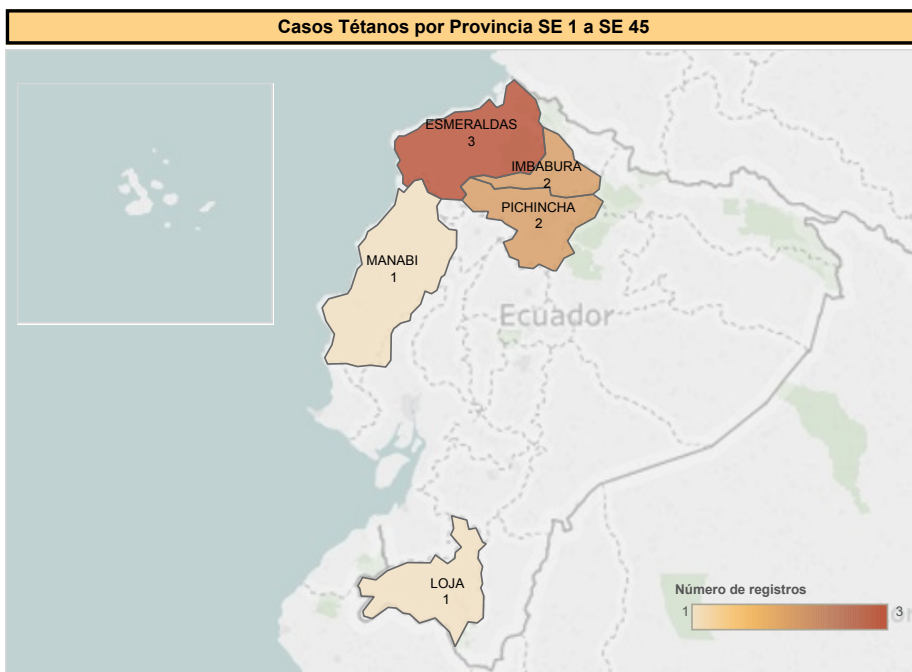 Casos Tétanos por Provincia SE 1 a SE 45
ESMERALDAS
3
IMBABURA
2
PICHINCHA
2
MANABI
1
Ecuador
LOJA
1
Número de registros
1
3